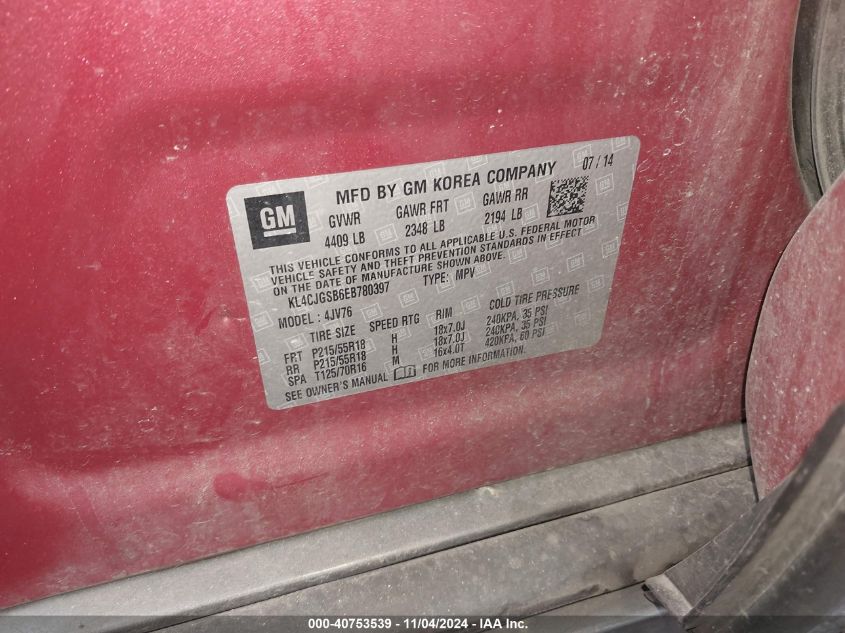 GM
MFD BY GM KOREA COMPANY 07 / 14
GVWR GAWR FRT GAWR RR
4409 LB 2348 LB 2194 LB
THIS VEHICLE CONFORMS TO ALL APPLICABLE U.S. FEDERAL MOTOR
VEHICLE SAFETY AND THEFT PREVENTION STANDARDS IN EFFECT
ON THE DATE OF MANUFACTURE SHOWN ABOVE.
KL4CJGSB6EB780397 TYPE: MPV
MODEL: 4JV76
TIRE SIZE SPEED RTG RIM COLD TIRE PRESSURE
FRT P215/55R18 H 18x7.0J 240KPA, 35 PSI
RR P215/55R18 H 18x7.0J 240KPA, 35 PSI
SPA T125/70R16 M 16x4.0T 420KPA, 60 PSI
SEE OWNER'S MANUAL FOR MORE INFORMATION.
000-40753539 - 11/04/2024 - IAA Inc.